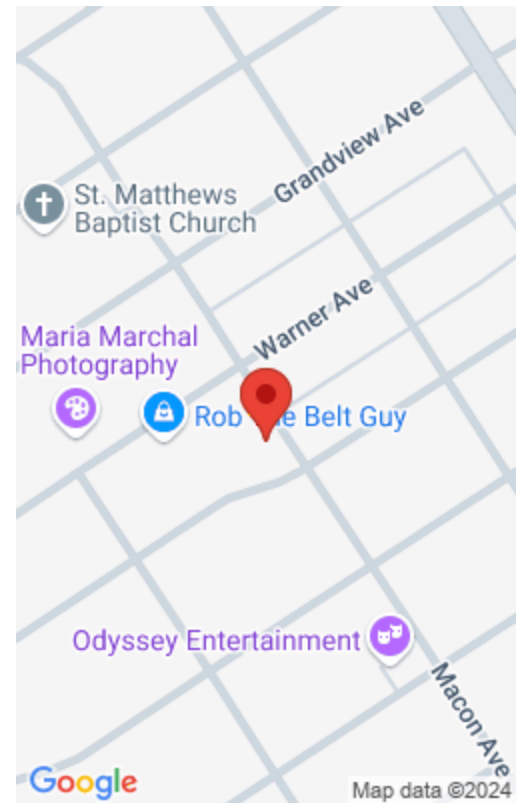 Grandview Ave
St. Matthews
Baptist Church
Warner Ave
Maria Marchal
Photography
Rob Belt Guy
Odyssey Entertainment
Macon Ave
Google
Map data ©2024